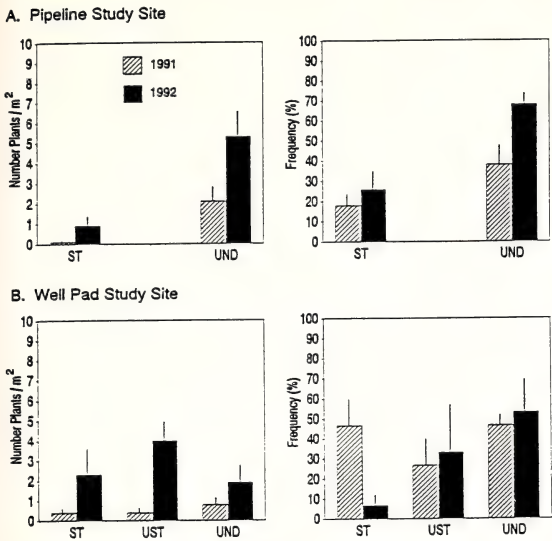 A. Pipeline Study Site
Number Plants / m²
10
9
8
7
6
5
4
3
2
1
0
1991
1992
ST
UND
Frequency (%)
100
90
80
70
60
50
40
30
20
10
0
ST
UND
B. Well Pad Study Site
Number Plants / m²
10
9
8
7
6
5
4
3
2
1
0
ST
UST
UND
Frequency (%)
100
90
80
70
60
50
40
30
20
10
0
ST
UST
UND